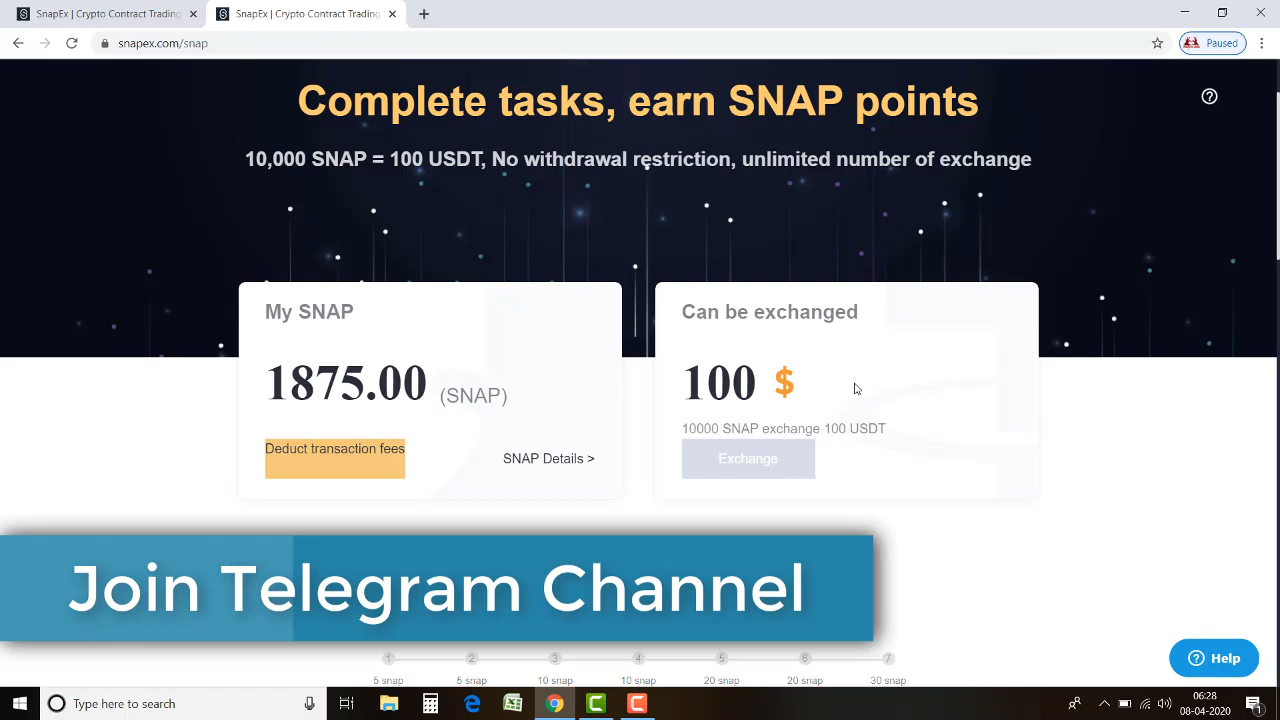 SnapEx | Crypto Contract Trading
SnapEx | Crypto Contract Trading
snapex.com/snap
Paused
Complete tasks, earn SNAP points
10,000 SNAP = 100 USDT, No withdrawal restriction, unlimited number of exchange
My SNAP
1875.00 (SNAP)
Deduct transaction fees
SNAP Details >
Can be exchanged
100 $
10000 SNAP exchange 100 USDT
Exchange
Join Telegram Channel
1 2 3 4 5 6 7
5 snap 5 snap 10 snap 10 snap 20 snap 20 snap 30 snap
Help
Type here to search
06:28
08-04-2020
1